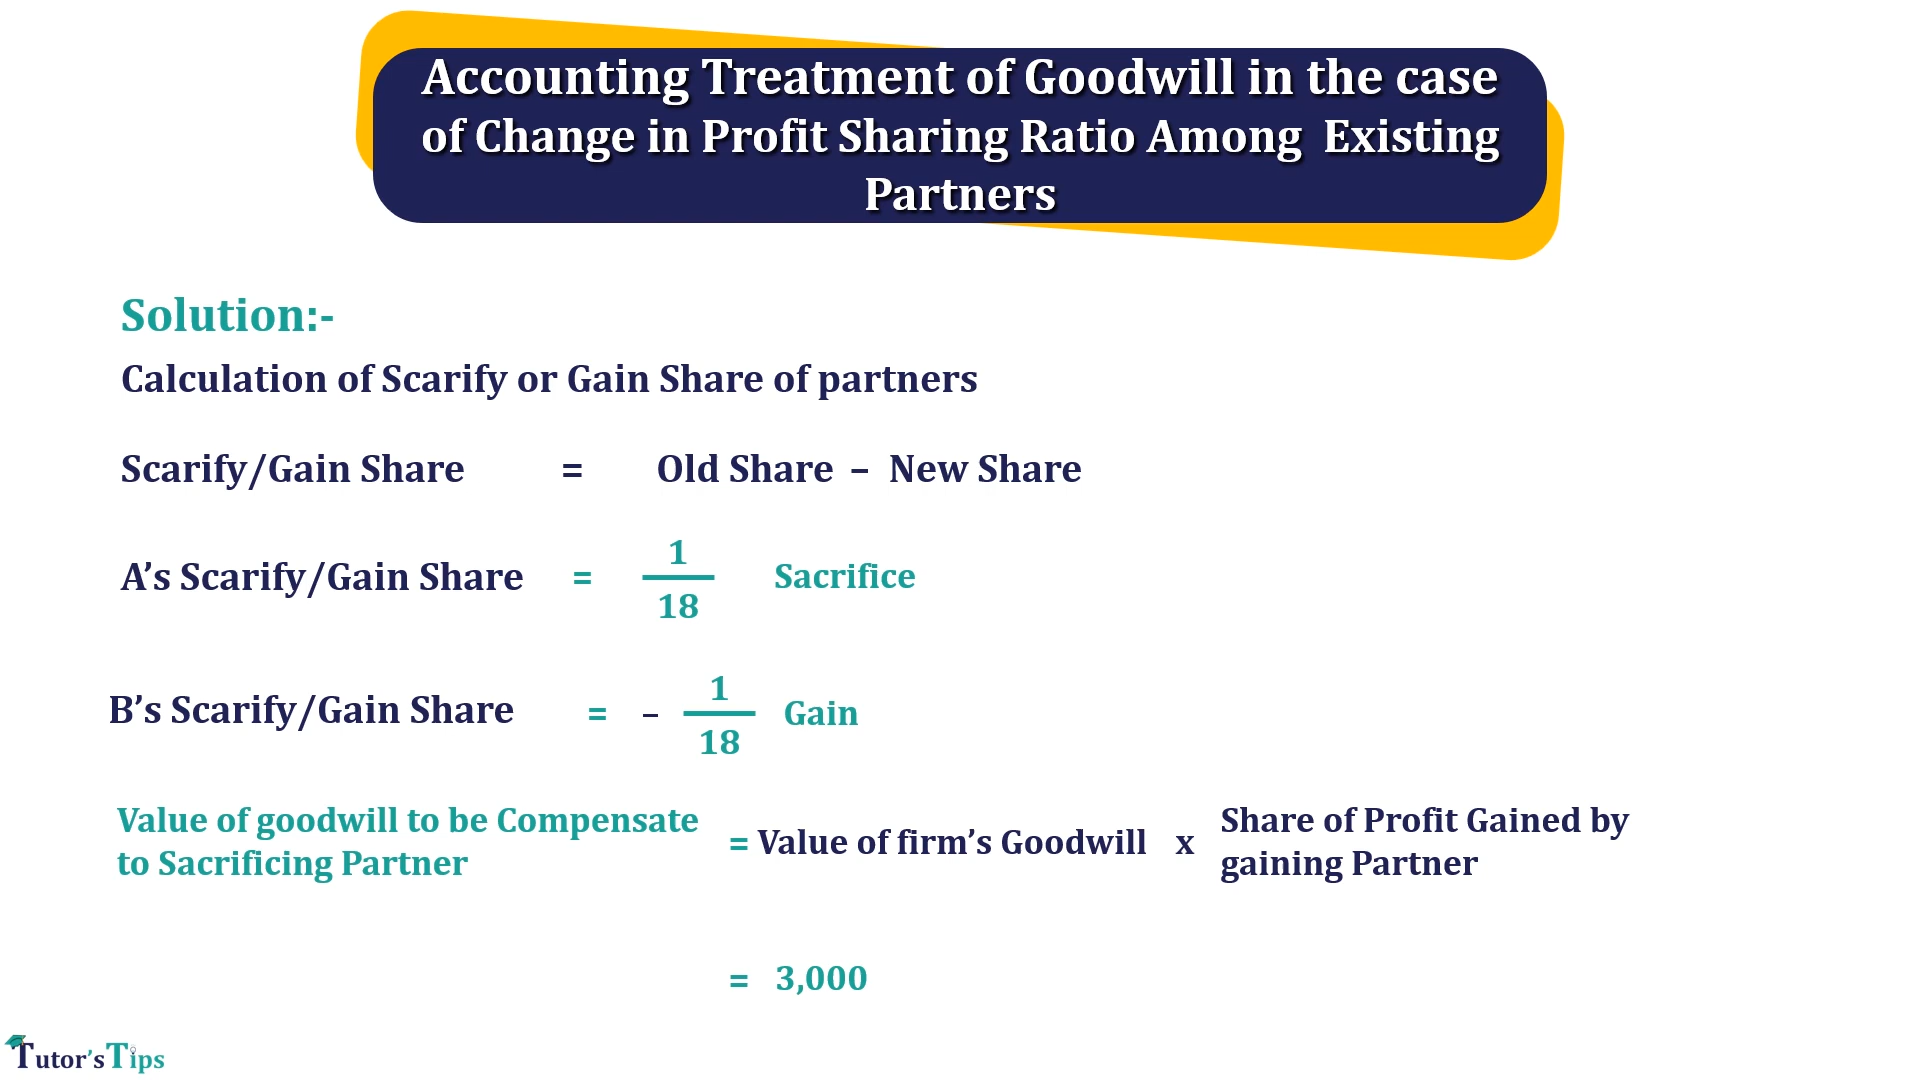 Accounting Treatment of Goodwill in the case
of Change in Profit Sharing Ratio Among Existing
Partners
Solution:-
Calculation of Scarify or Gain Share of partners
Scarify/Gain Share = Old Share – New Share
A’s Scarify/Gain Share = 1/18 Sacrifice
B’s Scarify/Gain Share = – 1/18 Gain
Value of goodwill to be Compensate
to Sacrificing Partner
= Value of firm’s Goodwill x
Share of Profit Gained by
gaining Partner
= 3,000
Tutor’sTips